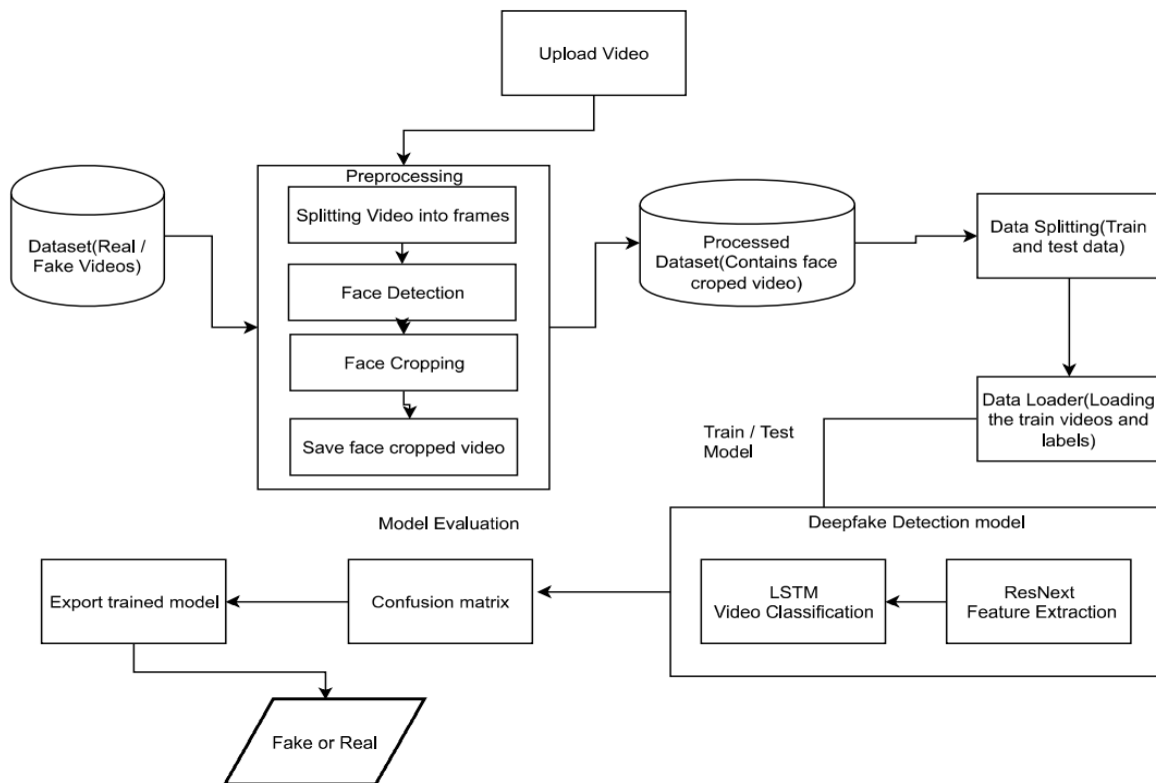 Upload Video
Preprocessing
Splitting Video into frames
Face Detection
Face Cropping
Save face cropped video
Dataset(Real /
Fake Videos)
Processed
Dataset(Contains face
croped video)
Data Splitting(Train
and test data)
Data Loader(Loading
the train videos and
labels)
Train / Test
Model
Deepfake Detection model
ResNext
Feature Extraction
LSTM
Video Classification
Model Evaluation
Confusion matrix
Export trained model
Fake or Real